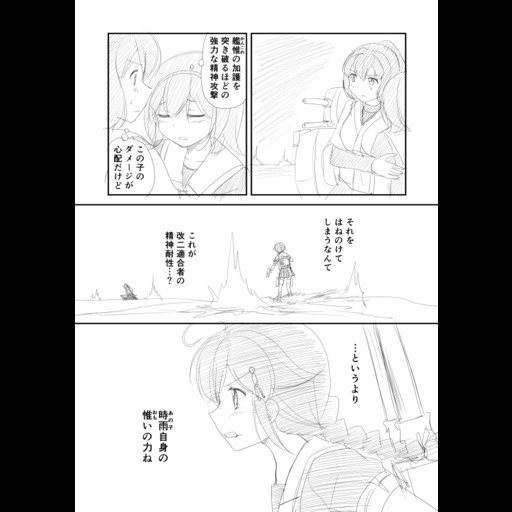 艦惟の加護を
突き破るほどの
強力な精神攻撃
この子の
ダメージが
心配だけど
それを
はねのけて
しまうなんて
これが
改二適合者の
精神耐性…?
…というより
時雨自身の
惟いの力ね